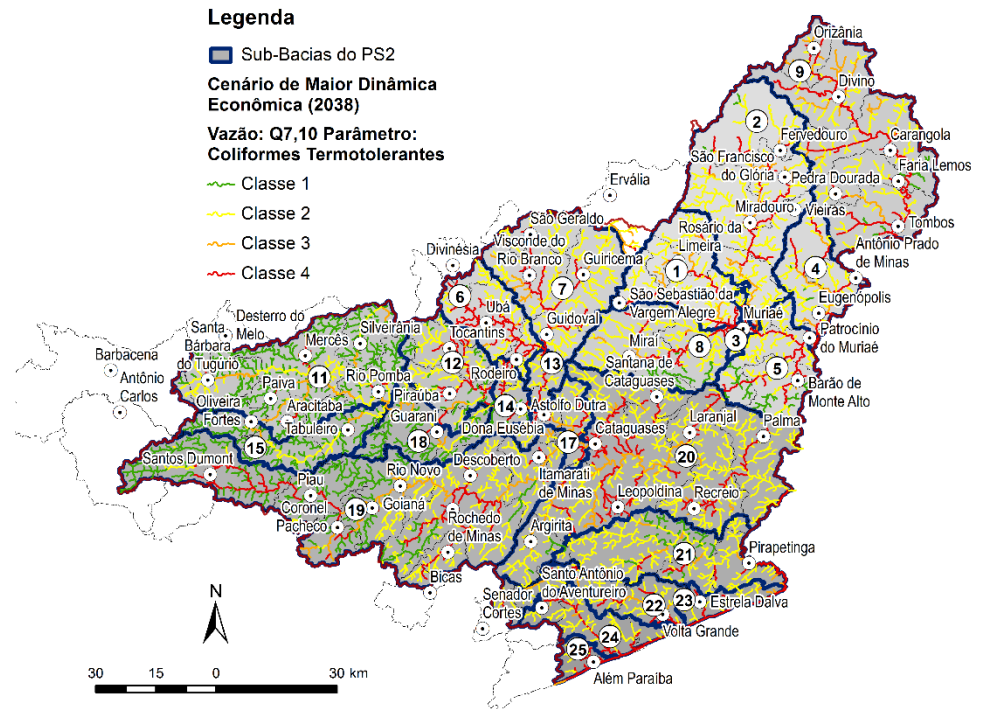 Legenda
Sub-Bacias do PS2
Cenário de Maior Dinâmica
Econômica (2038)
Vazão: Q7,10 Parâmetro:
Coliformes Termotolerantes
Classe 1
Classe 2
Classe 3
Classe 4
Orizânia
9
Divino
2
Fervedouro
Carangola
São Francisco
do Glória
Pedra Dourada
Faria Lemos
Ervália
Miradouro
Vieiras
Tombos
São Geraldo
Rosário da
Limeira
Antônio Prado
de Minas
Visconde do
Rio Branco
Divinésia
Guiricema
1
4
7
6
São Sebastião da
Vargem Alegre
Eugenópolis
Ubá
Muriaé
Patrocínio
do Muriaé
Desterro do
Melo
Silveirânia
Tocantins
Guidoval
Santa
Bárbara
do Tugúrio
Mercês
Miraí
8
3
Barbacena
12
Rodeiro
13
Santana de
Cataguases
5
Antônio
Carlos
11
Rio Pomba
Piraúba
Barão de
Monte Alto
Paiva
Oliveira
Fortes
Aracitaba
Guarani
14
Astolfo Dutra
Laranjal
Palma
Tabuleiro
18
Dona Eusébia
17
Cataguases
15
20
Santos Dumont
Descoberto
Rio Novo
Itamarati
de Minas
Piau
Leopoldina
Recreio
Coronel
Pacheco
19
Goianá
Rochedo
de Minas
Argirita
21
Pirapetinga
Bicas
Santo Antônio
do Aventureiro
Senador
Cortes
22
23
Estrela Dalva
Volta Grande
24
25
Além Paraíba
N
30
15
0
30 km